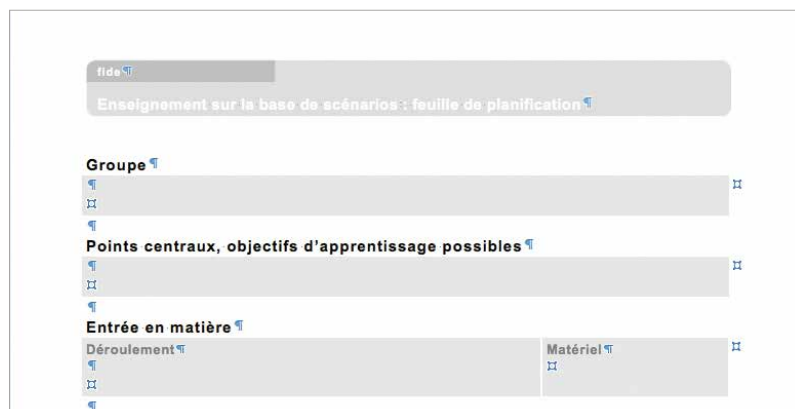 fide
Enseignement sur la base de scénarios : feuille de planification
Groupe
Points centraux, objectifs d’apprentissage possibles
Entrée en matière
Déroulement
Matériel